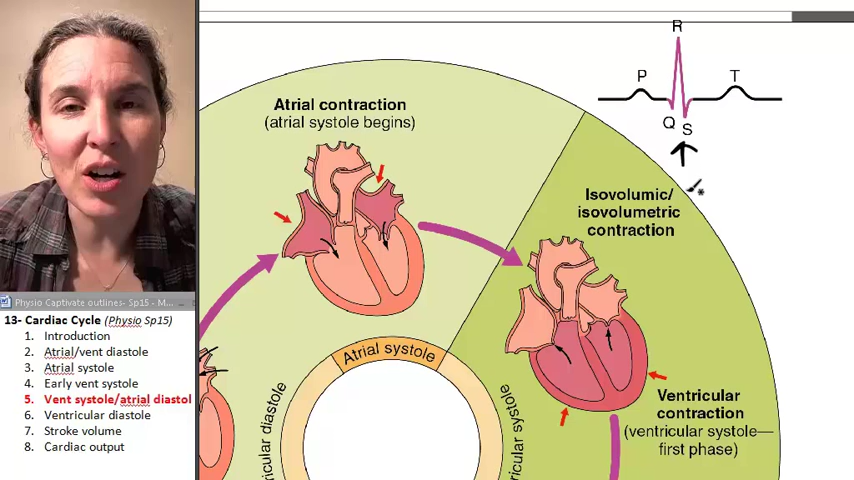 R
P
T
Q
S
Atrial contraction
(atrial systole begins)
Isovolumic/
isovolumetric
contraction
Atrial systole
ricular diastole
ricular systole
Ventricular
contraction
(ventricular systole—
first phase)
Physio Captivate outlines- Sp15 - M...
13- Cardiac Cycle (Physio Sp15)
1. Introduction
2. Atrial/vent diastole
3. Atrial systole
4. Early vent systole
5. Vent systole/atrial diastol
6. Ventricular diastole
7. Stroke volume
8. Cardiac output